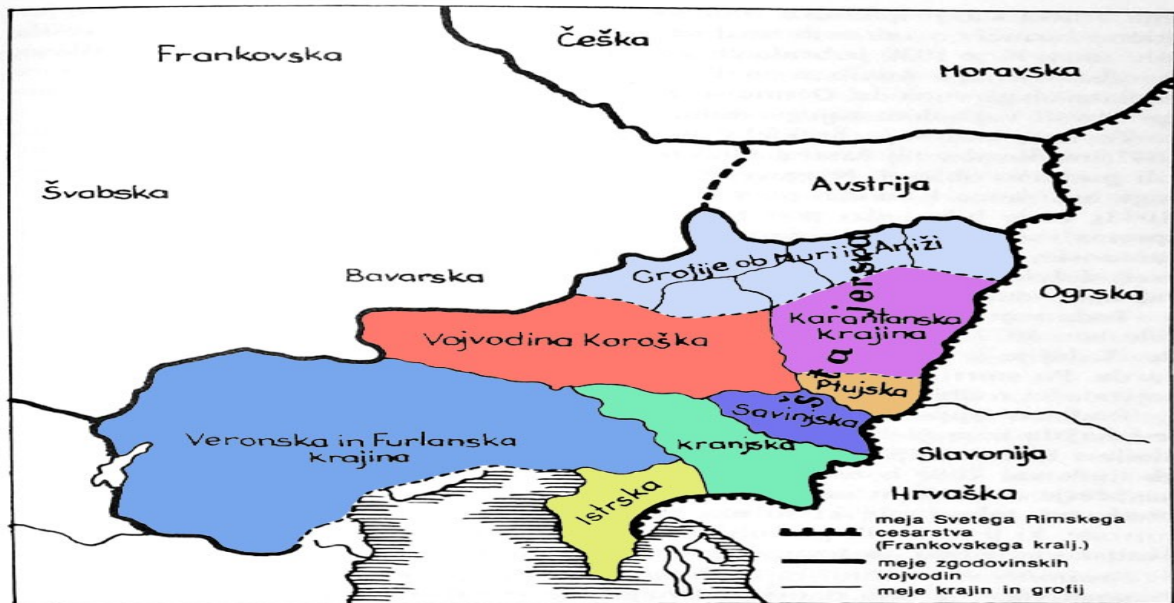 Frankovska
Češka
Moravska
Švabska
Avstrija
Bavarska
Grofije ob Muri in Aniži
Ogrska
Karantanska
Krajina
Vojvodina Koroška
Štajerska
Ptujska
Savinjska
Veronska in Furlanska
Krajina
Kranjska
Slavonija
Istrska
Hrvaška
meja Svetega Rimskega
cesarstva
(Frankovskega kralj.)
meje zgodovinskih
vojvodin
meje krajin in grofij